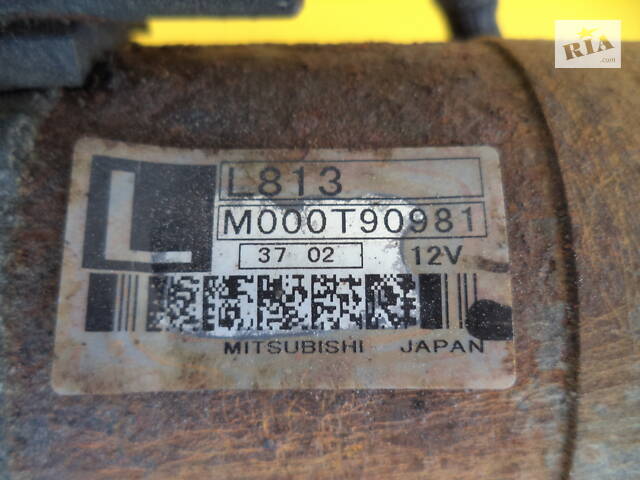 RIA
.com
L
L813
M000T90981
37 02 12V
MITSUBISHI JAPAN